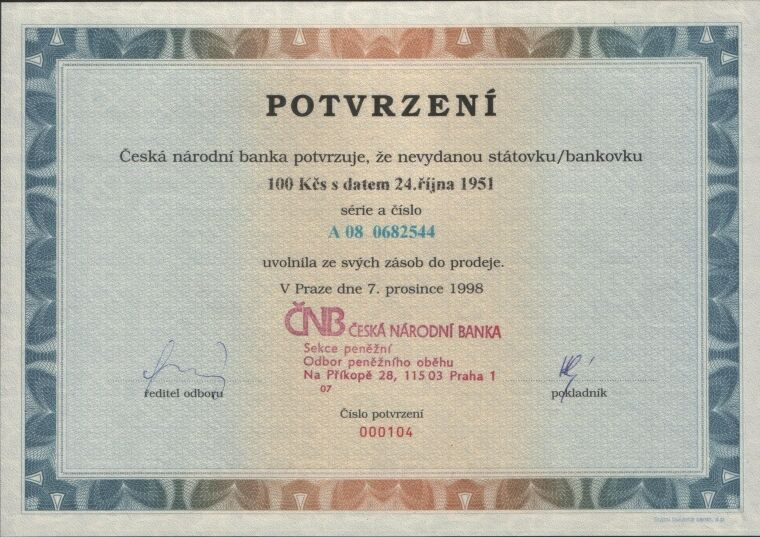 POTVRZENÍ
Česká národní banka potvrzuje, že nevydanou státovku/bankovku
100 Kčs s datem 24.října 1951
série a číslo
A 08 0682544
uvolnila ze svých zásob do prodeje.
V Praze dne 7. prosince 1998
ČNB ČESKÁ NÁRODNÍ BANKA
Sekce peněžní
Odbor peněžního oběhu
Na Příkopě 28, 115 03 Praha 1
07
ředitel odboru
pokladník
Číslo potvrzení
000104